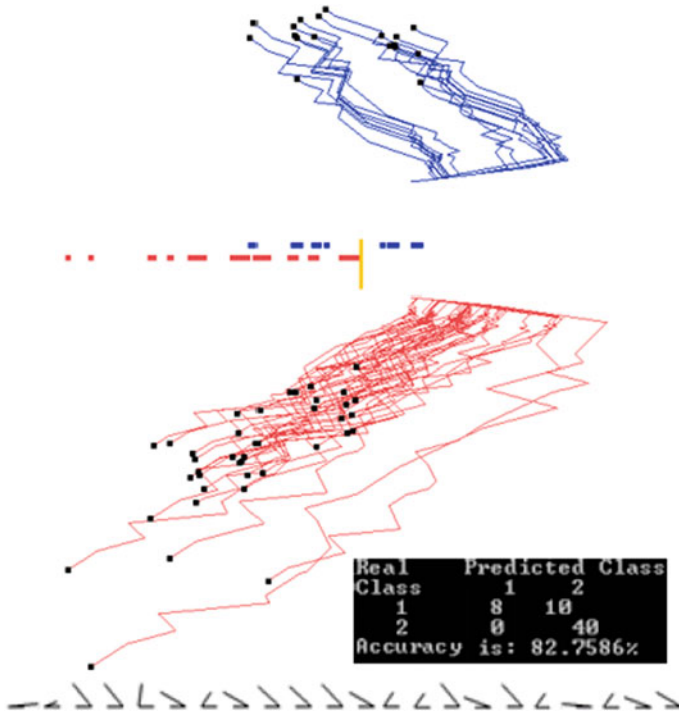 Real Predicted Class
Class 1 2
1 8 10
2 0 40
Accuracy is: 82.7586%